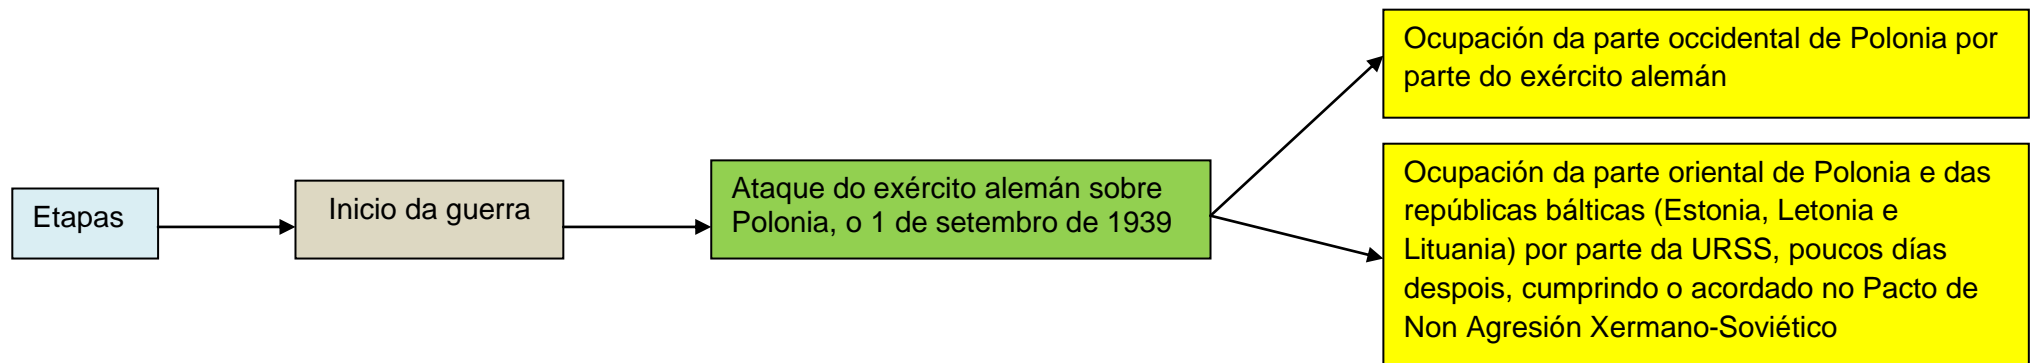 Etapas
Inicio da guerra
Ataque do exército alemán sobre
Polonia, o 1 de setembro de 1939
Ocupación da parte occidental de Polonia por
parte do exército alemán
Ocupación da parte oriental de Polonia e das
repúblicas bálticas (Estonia, Letonia e
Lituania) por parte da URSS, poucos días
despois, cumprindo o acordado no Pacto de
Non Agresión Xermano-Soviético